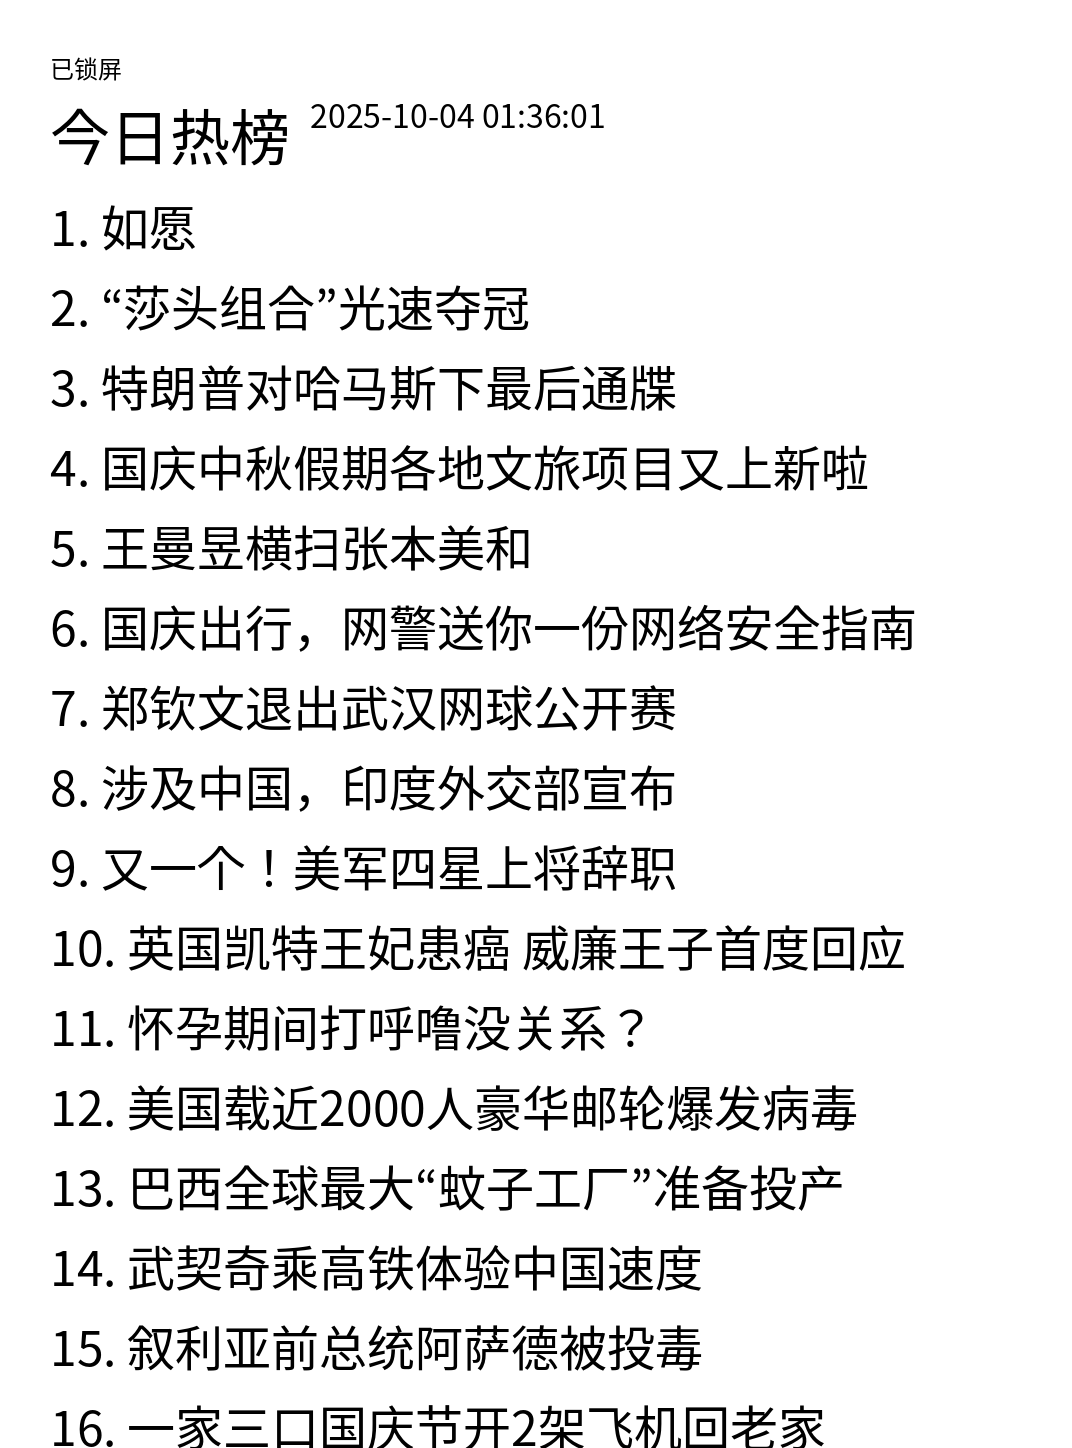 已锁屏
今日热榜 2025-10-04 01:36:01
1. 如愿
2. “莎头组合”光速夺冠
3. 特朗普对哈马斯下最后通牒
4. 国庆中秋假期各地文旅项目又上新啦
5. 王曼昱横扫张本美和
6. 国庆出行，网警送你一份网络安全指南
7. 郑钦文退出武汉网球公开赛
8. 涉及中国，印度外交部宣布
9. 又一个！美军四星上将辞职
10. 英国凯特王妃患癌 威廉王子首度回应
11. 怀孕期间打呼噜没关系？
12. 美国载近2000人豪华邮轮爆发病毒
13. 巴西全球最大“蚊子工厂”准备投产
14. 武契奇乘高铁体验中国速度
15. 叙利亚前总统阿萨德被投毒
16. 一家三口国庆节开2架飞机回老家